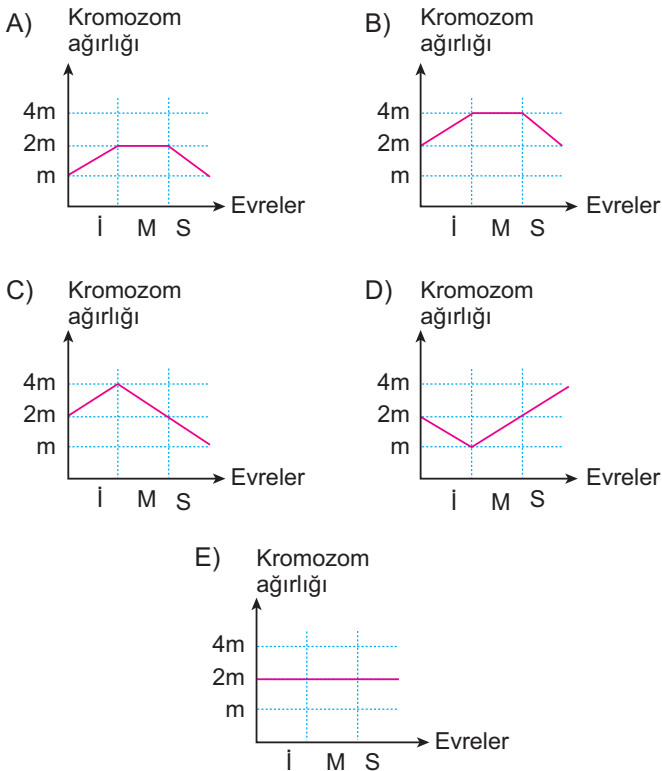 A) Kromozom
ağırlığı
4m
2m
m
Evreler
İ M S
B) Kromozom
ağırlığı
4m
2m
m
Evreler
İ M S
C) Kromozom
ağırlığı
4m
2m
m
Evreler
İ M S
D) Kromozom
ağırlığı
4m
2m
m
Evreler
İ M S
E) Kromozom
ağırlığı
4m
2m
m
Evreler
İ M S